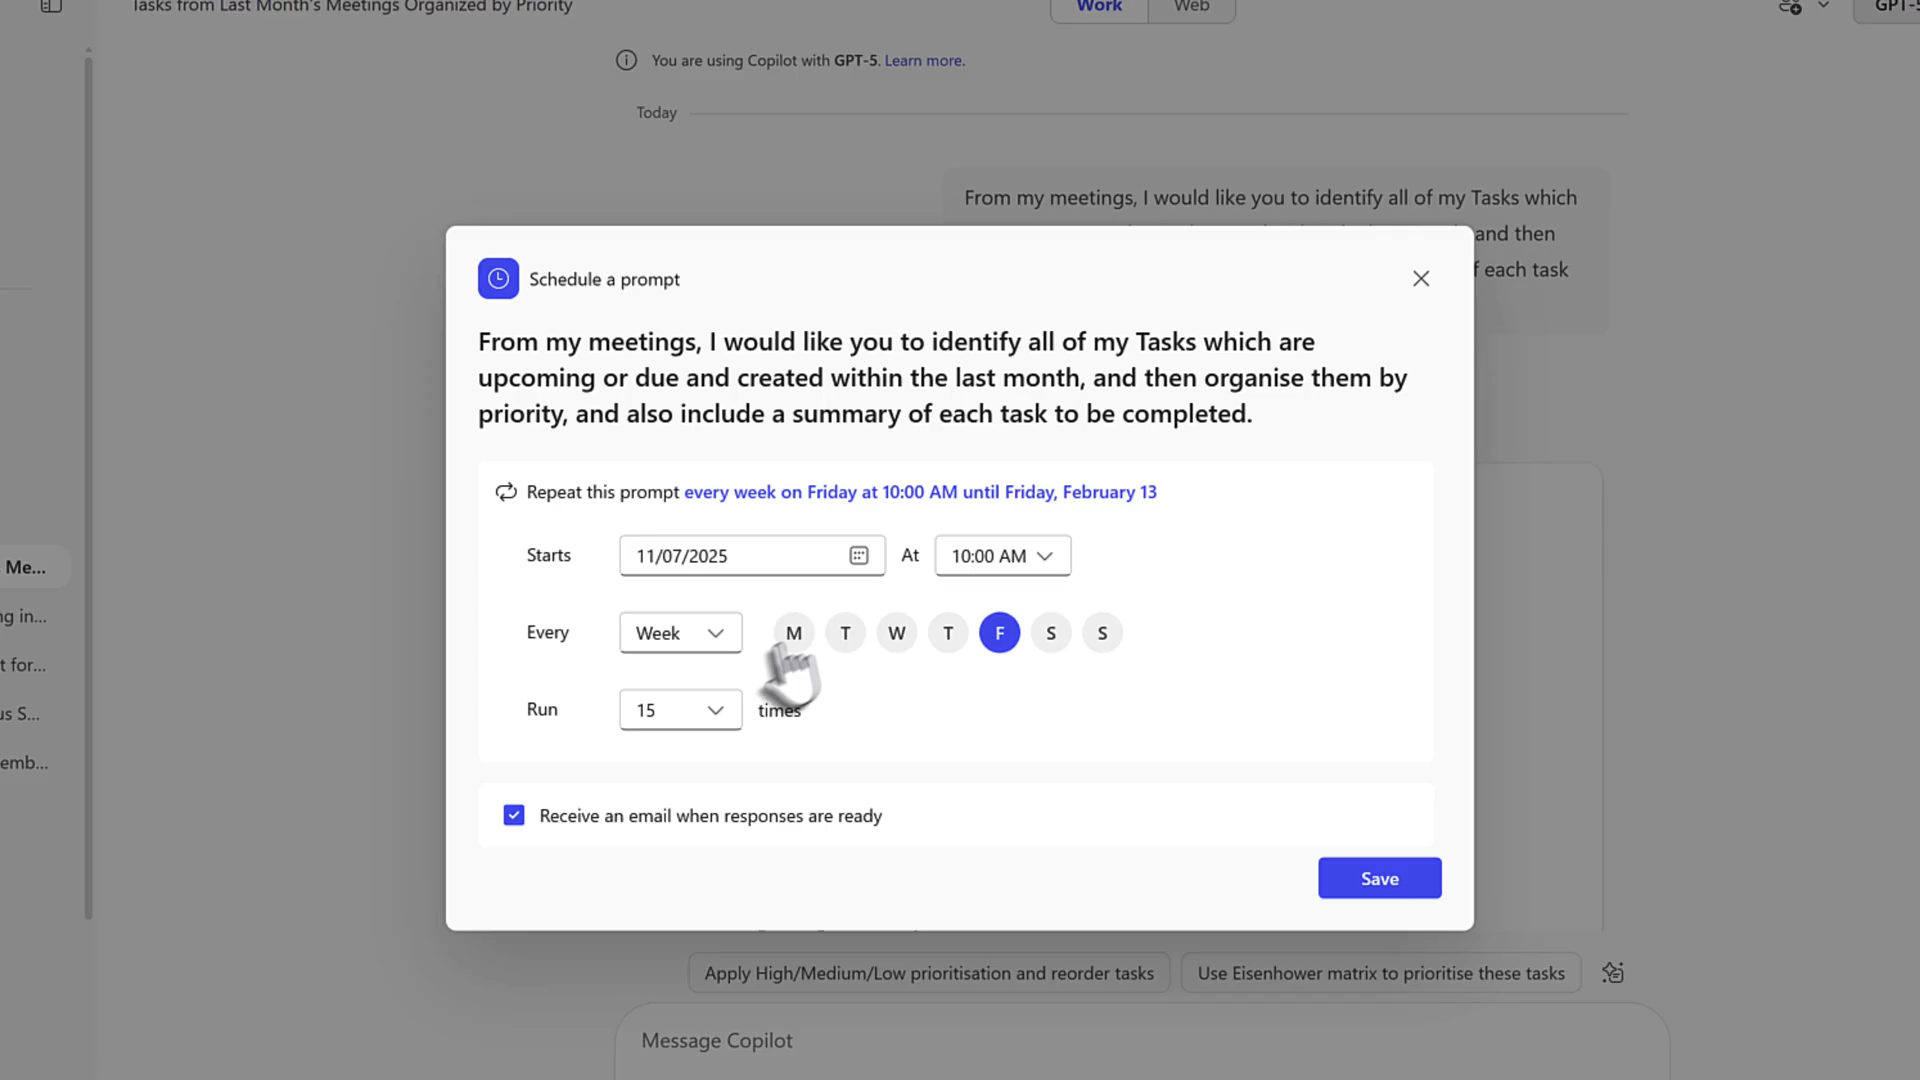 Tasks from Last Month's Meetings Organized by Priority
Work
Web
You are using Copilot with GPT-5. Learn more.
Today
From my meetings, I would like you to identify all of my Tasks which
and then
each task
Schedule a prompt
From my meetings, I would like you to identify all of my Tasks which are
upcoming or due and created within the last month, and then organise them by
priority, and also include a summary of each task to be completed.
Repeat this prompt every week on Friday at 10:00 AM until Friday, February 13
Starts
11/07/2025
At
10:00 AM
Every
Week
M
T
W
T
F
S
S
Run
15
times
Receive an email when responses are ready
Save
Me...
ng in...
t for...
us S...
emb...
Apply High/Medium/Low prioritisation and reorder tasks
Use Eisenhower matrix to prioritise these tasks
Message Copilot